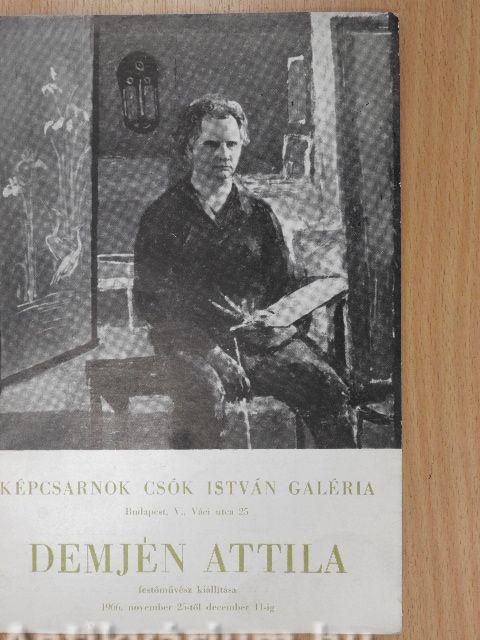 KÉPCSARNOK CSÓK ISTVÁN GALÉRIA
Budapest, V., Váci utca 25
DEMJÉN ATTILA
festőművész kiállítása
1966. november 25-től december 11-ig